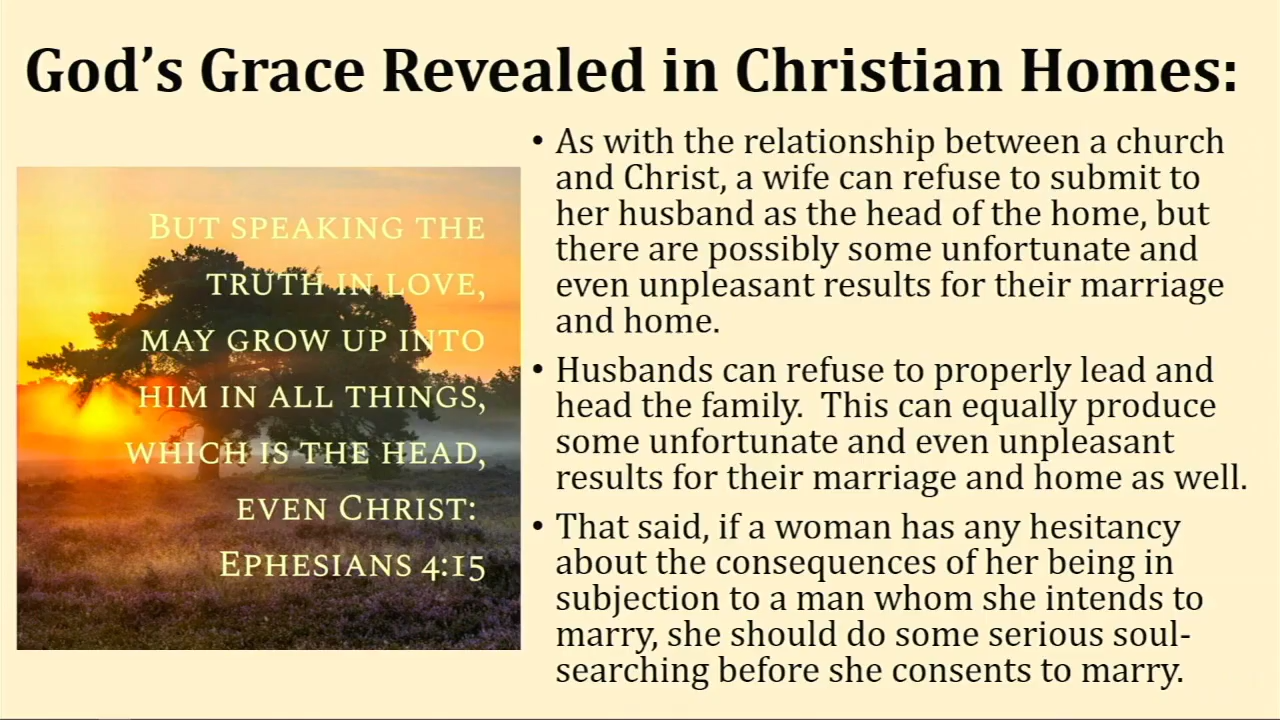 God's Grace Revealed in Christian Homes:
BUT SPEAKING THE
TRUTH IN LOVE,
MAY GROW UP INTO
HIM IN ALL THINGS,
WHICH IS THE HEAD,
EVEN CHRIST:
EPHESIANS 4:15
• As with the relationship between a church
and Christ, a wife can refuse to submit to
her husband as the head of the home, but
there are possibly some unfortunate and
even unpleasant results for their marriage
and home.
• Husbands can refuse to properly lead and
head the family.  This can equally produce
some unfortunate and even unpleasant
results for their marriage and home as well.
• That said, if a woman has any hesitancy
about the consequences of her being in
subjection to a man whom she intends to
marry, she should do some serious soul-
searching before she consents to marry.